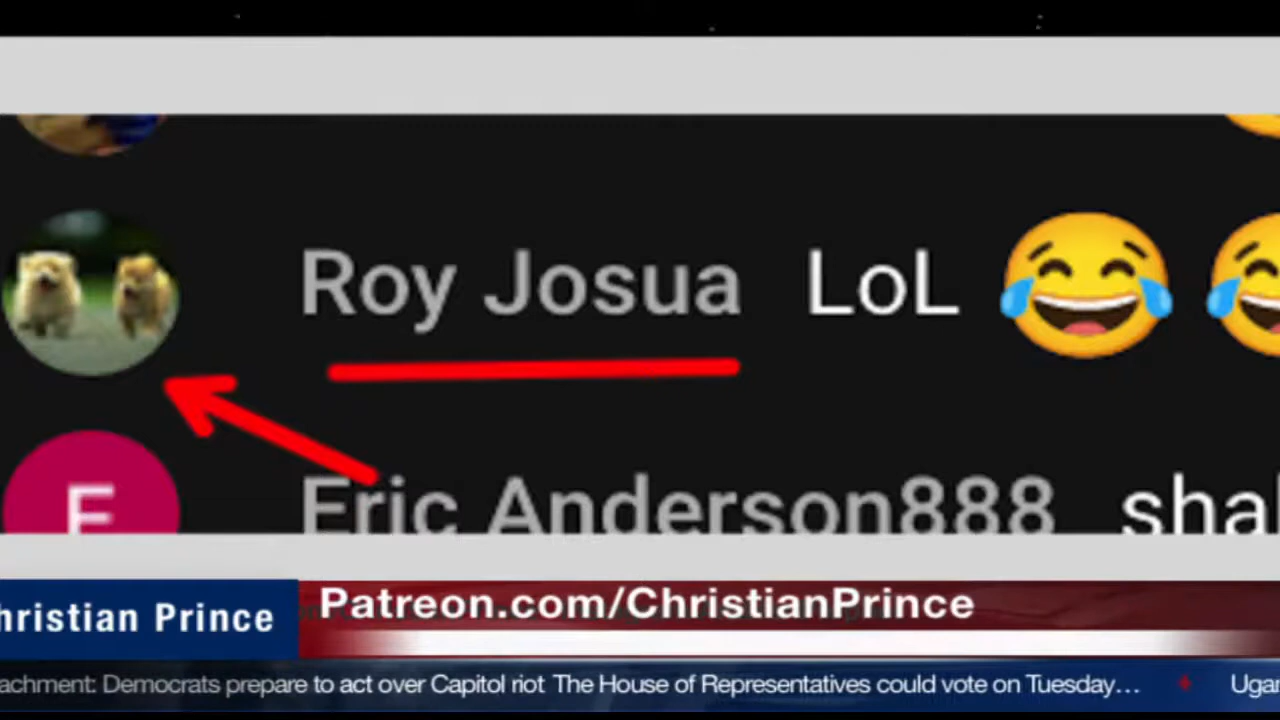 Roy Josua LoL 😂
E Eric Anderson888
Patreon.com/ChristianPrince
hristian Prince
achment: Democrats prepare to act over Capitol riot The House of Representatives could vote on Tuesday… Ugan